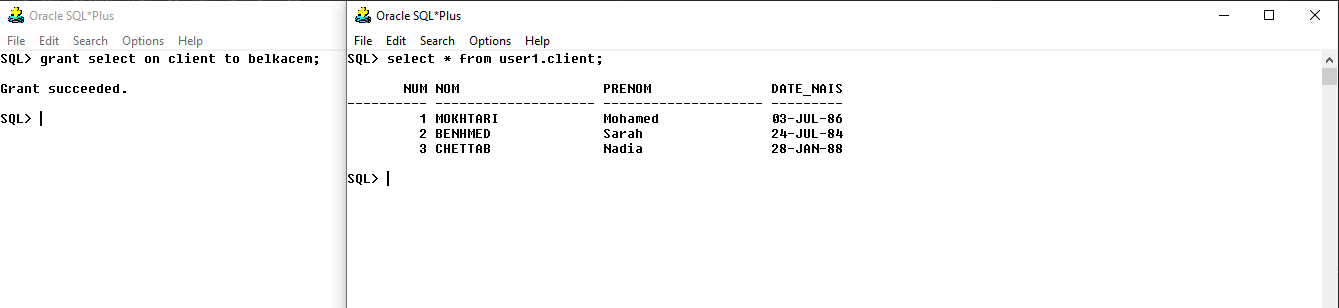 Oracle SQL*Plus
File Edit Search Options Help
SQL> grant select on client to belkacem;
Grant succeeded.
SQL>
Oracle SQL*Plus
File Edit Search Options Help
SQL> select * from user1.client;
NUM NOM PRENOM DATE_NAIS
---------- -------------------- -------------------- ---------
1 MOKHTARI Mohamed 03-JUL-86
2 BENHMED Sarah 24-JUL-84
3 CHETTAB Nadia 28-JAN-88
SQL>